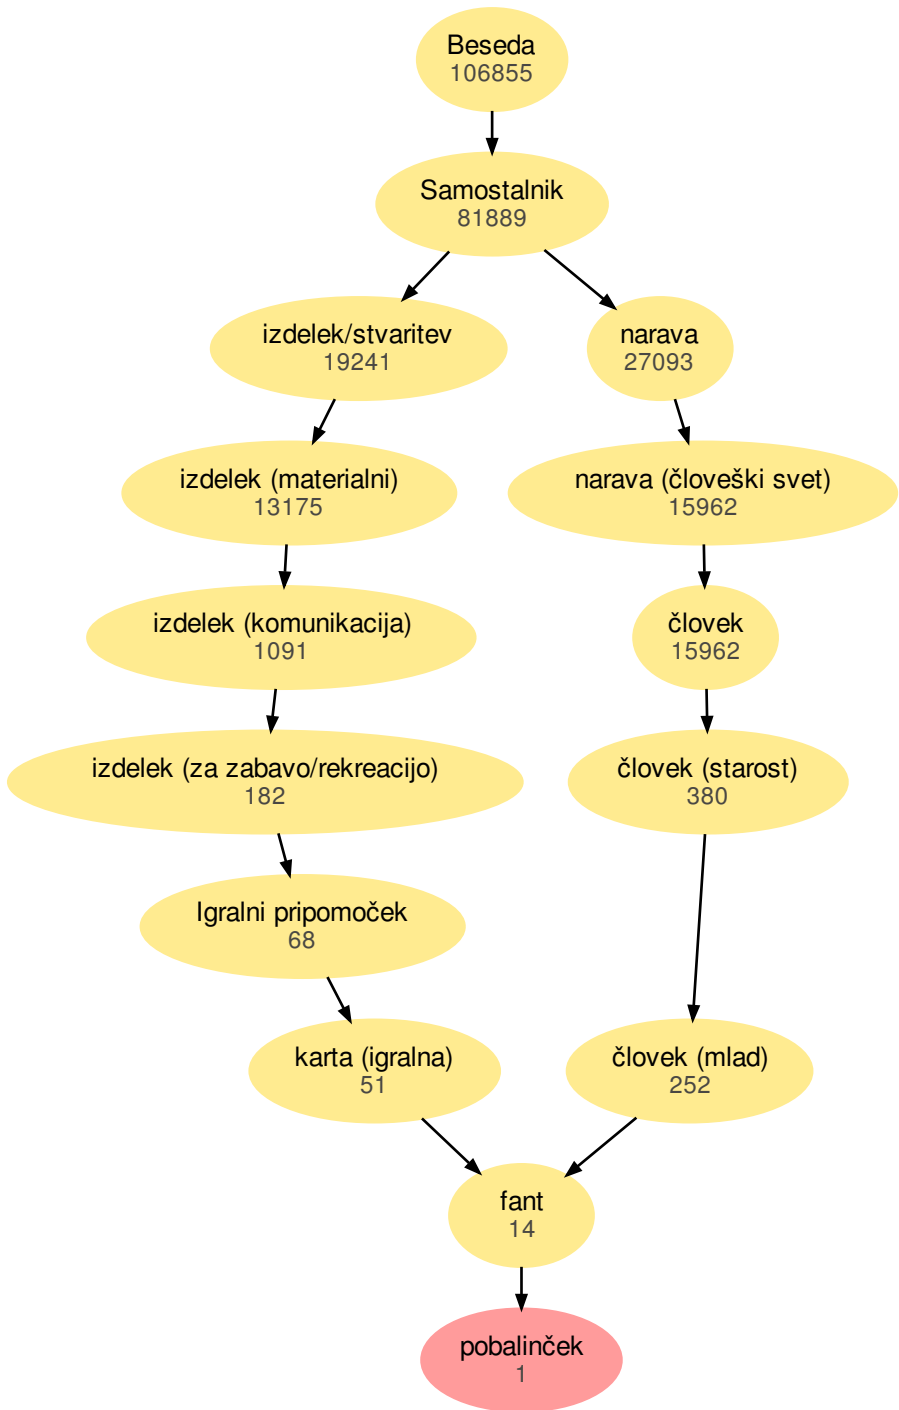 Beseda
106855
Samostalnik
81889
izdelek/stvaritev
19241
narava
27093
izdelek (materialni)
13175
narava (človeški svet)
15962
izdelek (komunikacija)
1091
človek
15962
izdelek (za zabavo/rekreacijo)
182
človek (starost)
380
Igralni pripomoček
68
karta (igralna)
51
človek (mlad)
252
fant
14
pobalinček
1